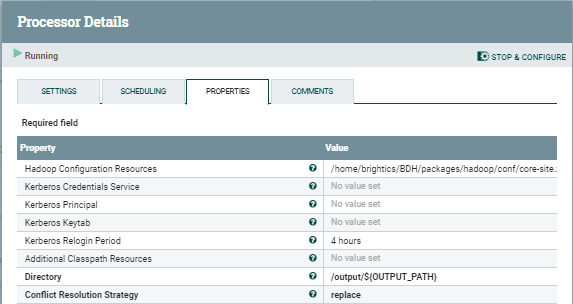 Processor Details
Running
STOP & CONFIGURE
SETTINGS
SCHEDULING
PROPERTIES
COMMENTS
Required field
Property Value
Hadoop Configuration Resources /home/brightics/BDH/packages/hadoop/conf/core-site.
Kerberos Credentials Service No value set
Kerberos Principal No value set
Kerberos Keytab No value set
Kerberos Relogin Period 4 hours
Additional Classpath Resources No value set
Directory /output/${OUTPUT_PATH}
Conflict Resolution Strategy replace